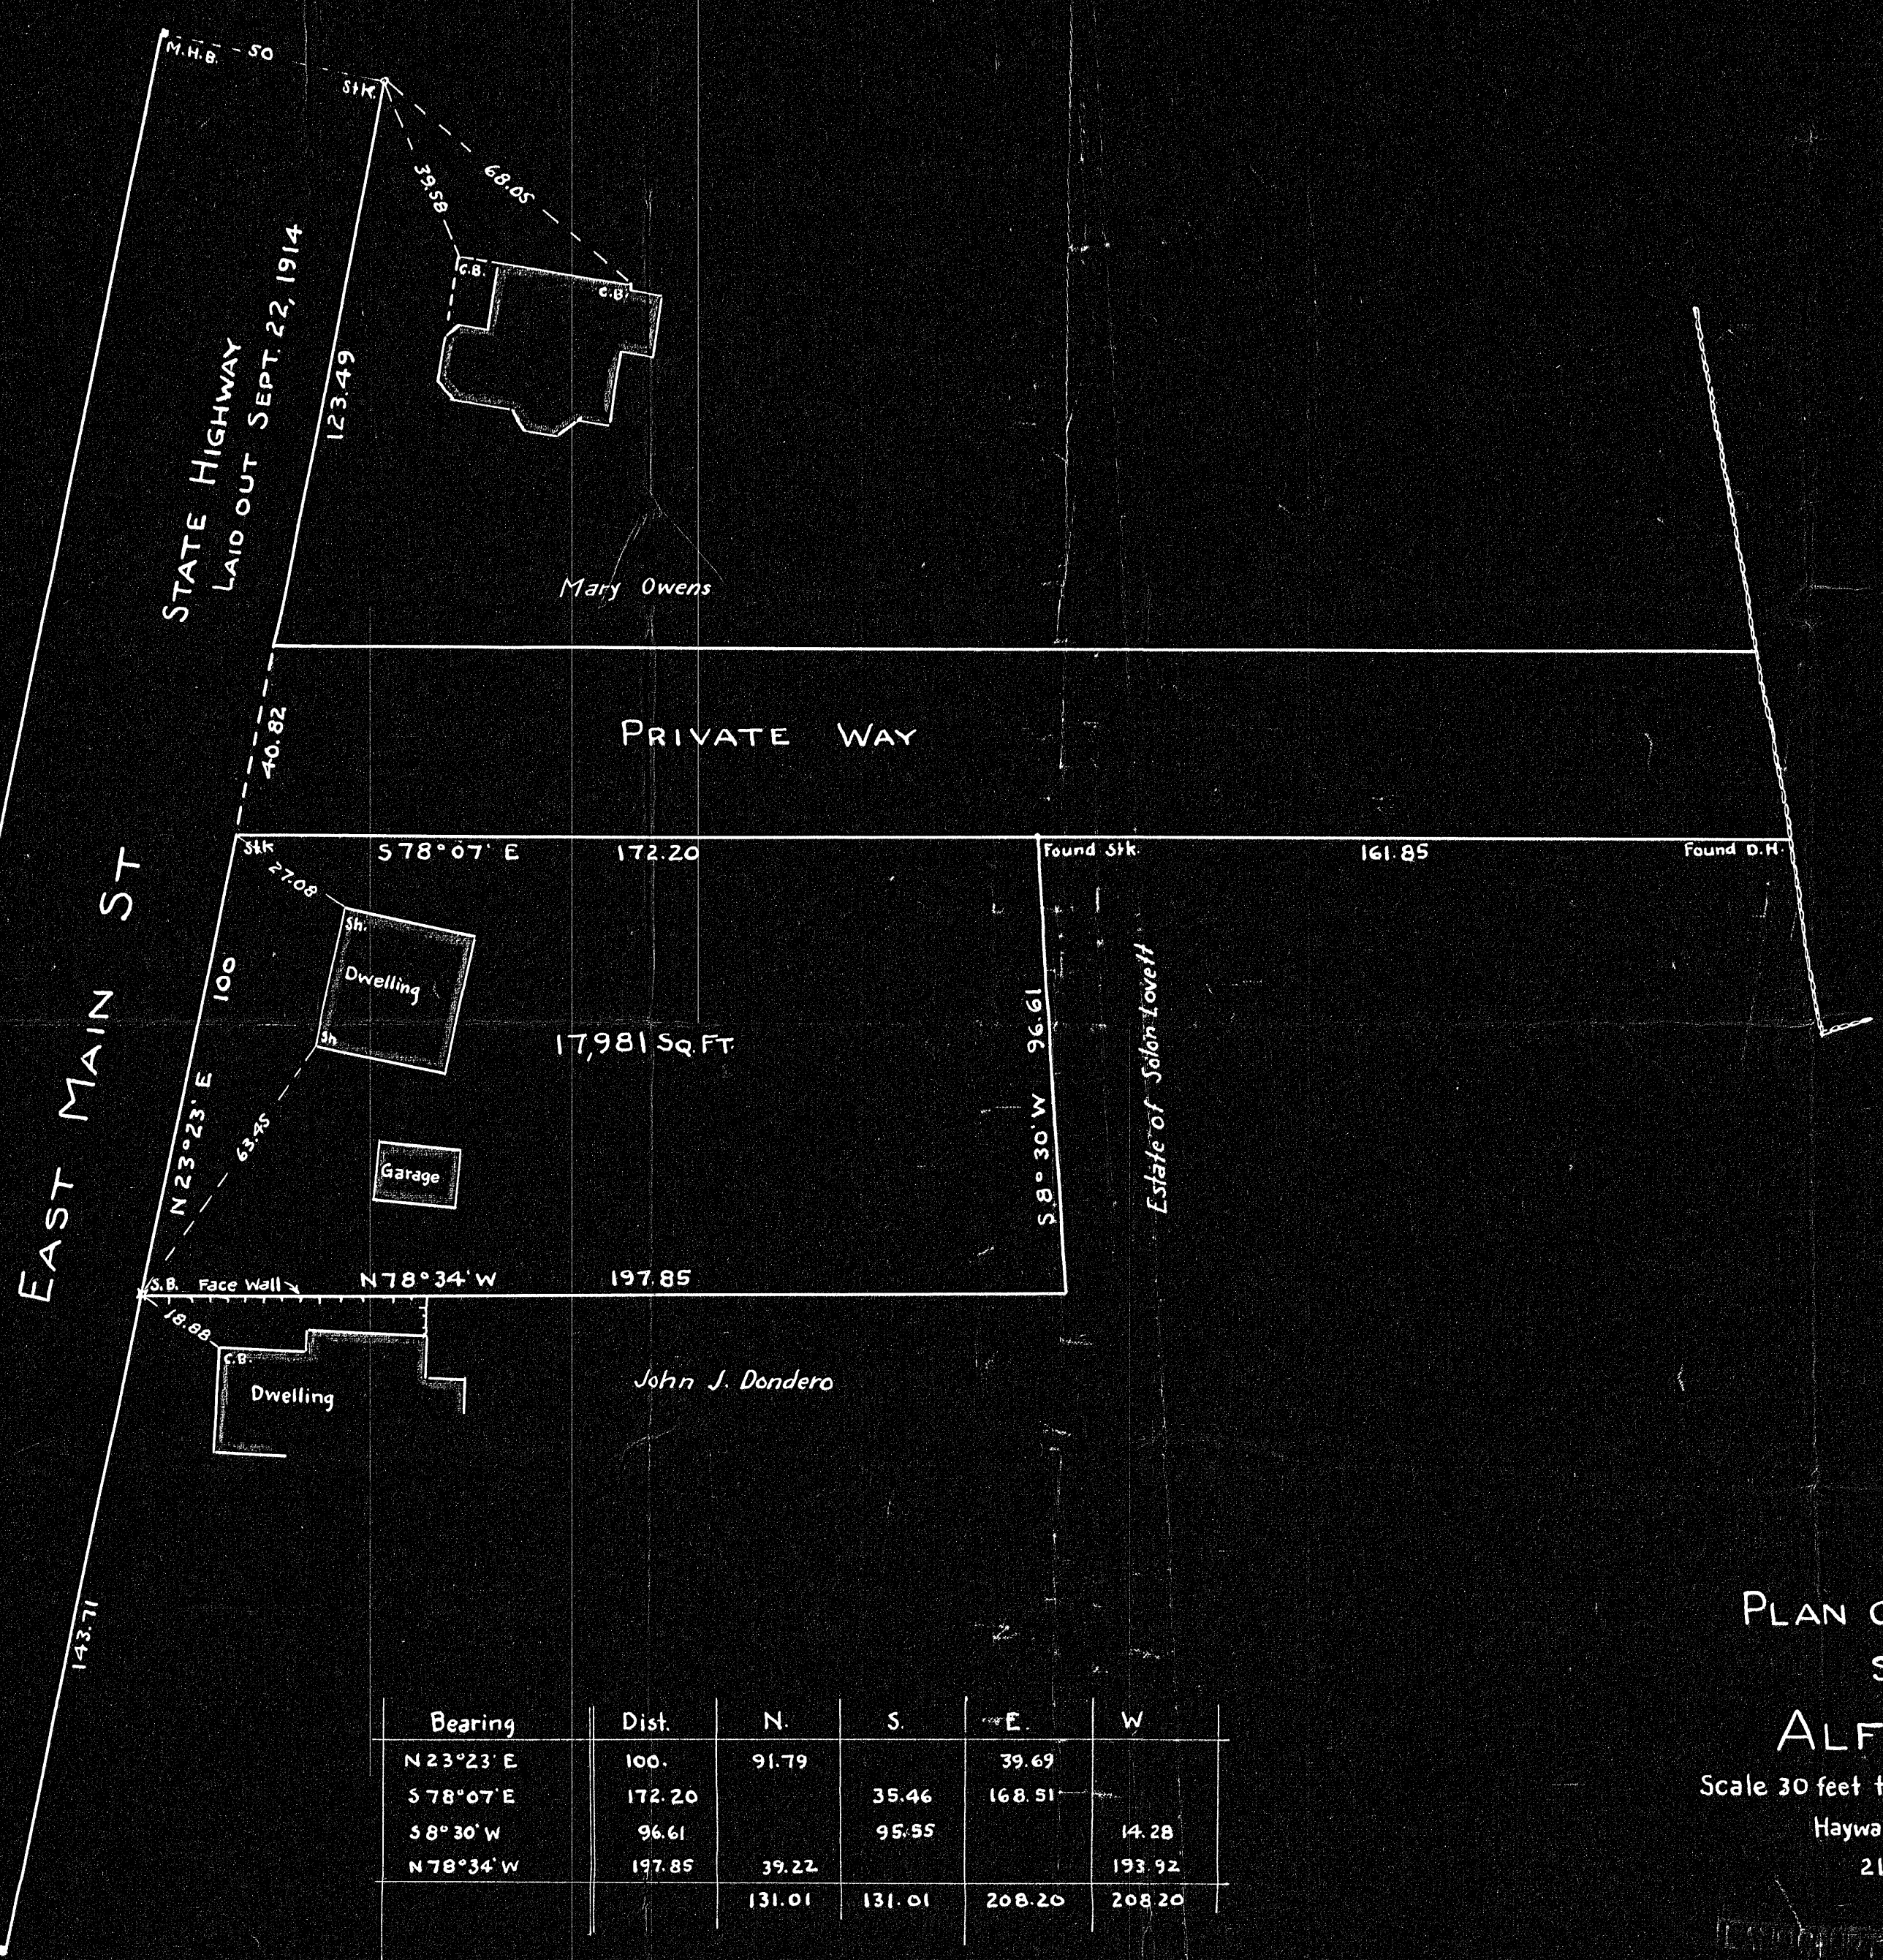 M.H.B.
50
Stk.
39.58
68.05
C.B.
C.B.
STATE HIGHWAY
LAID OUT SEPT. 22, 1914
123.49
Mary Owens
40.82
PRIVATE WAY
Stk
S 78° 07' E
172.20
Found Stk.
161.85
Found D.H.
27.08
Sh.
Dwelling
Sh
100
N 23° 23' E
63.45
17,981 SQ. FT.
Garage
S. 8° 30' W
96.61
Estate of Solon Lovett
EAST MAIN ST
S.B.
Face Wall
N 78° 34' W
197.85
18.88
C.B.
Dwelling
John J. Dondero
143.71
Bearing Dist. N. S. E. W
N 23° 23' E 100. 91.79 39.69
S 78° 07' E 172.20 35.46 168.51
S 8° 30' W 96.61 95.55 14.28
N 78° 34' W 197.85 39.22 193.92
131.01 131.01 208.20 208.20
PLAN
S
ALF
Scale 30 feet t
Haywa
21